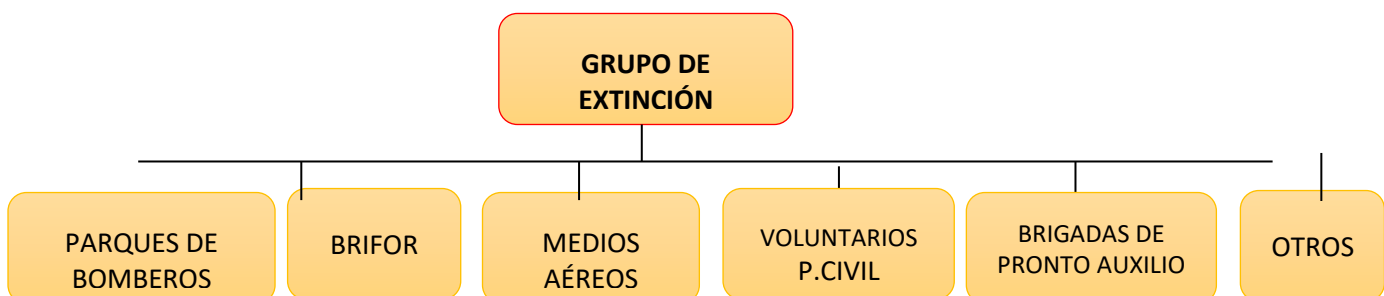 GRUPO DE
EXTINCIÓN
PARQUES DE
BOMBEROS
BRIFOR
MEDIOS
AÉREOS
VOLUNTARIOS
P.CIVIL
BRIGADAS DE
PRONTO AUXILIO
OTROS